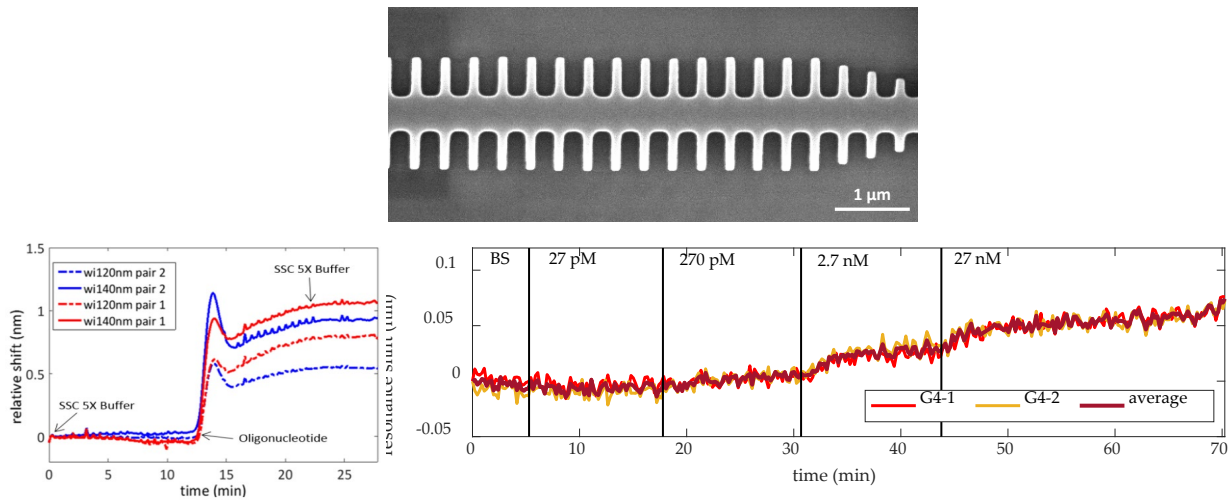 1 µm
1.5
1
0.5
0
relative shift (nm)
wi120nm pair 2
wi140nm pair 2
wi120nm pair 1
wi140nm pair 1
SSC 5X Buffer
SSC 5X Buffer
Oligonucleotide
0 5 10 15 20 25
time (min)
0.1
0.05
0
-0.05
resonance shift (nm)
BS 27 pM 270 pM 2.7 nM 27 nM
G4-1 G4-2 average
0 10 20 30 40 50 60 70
time (min)